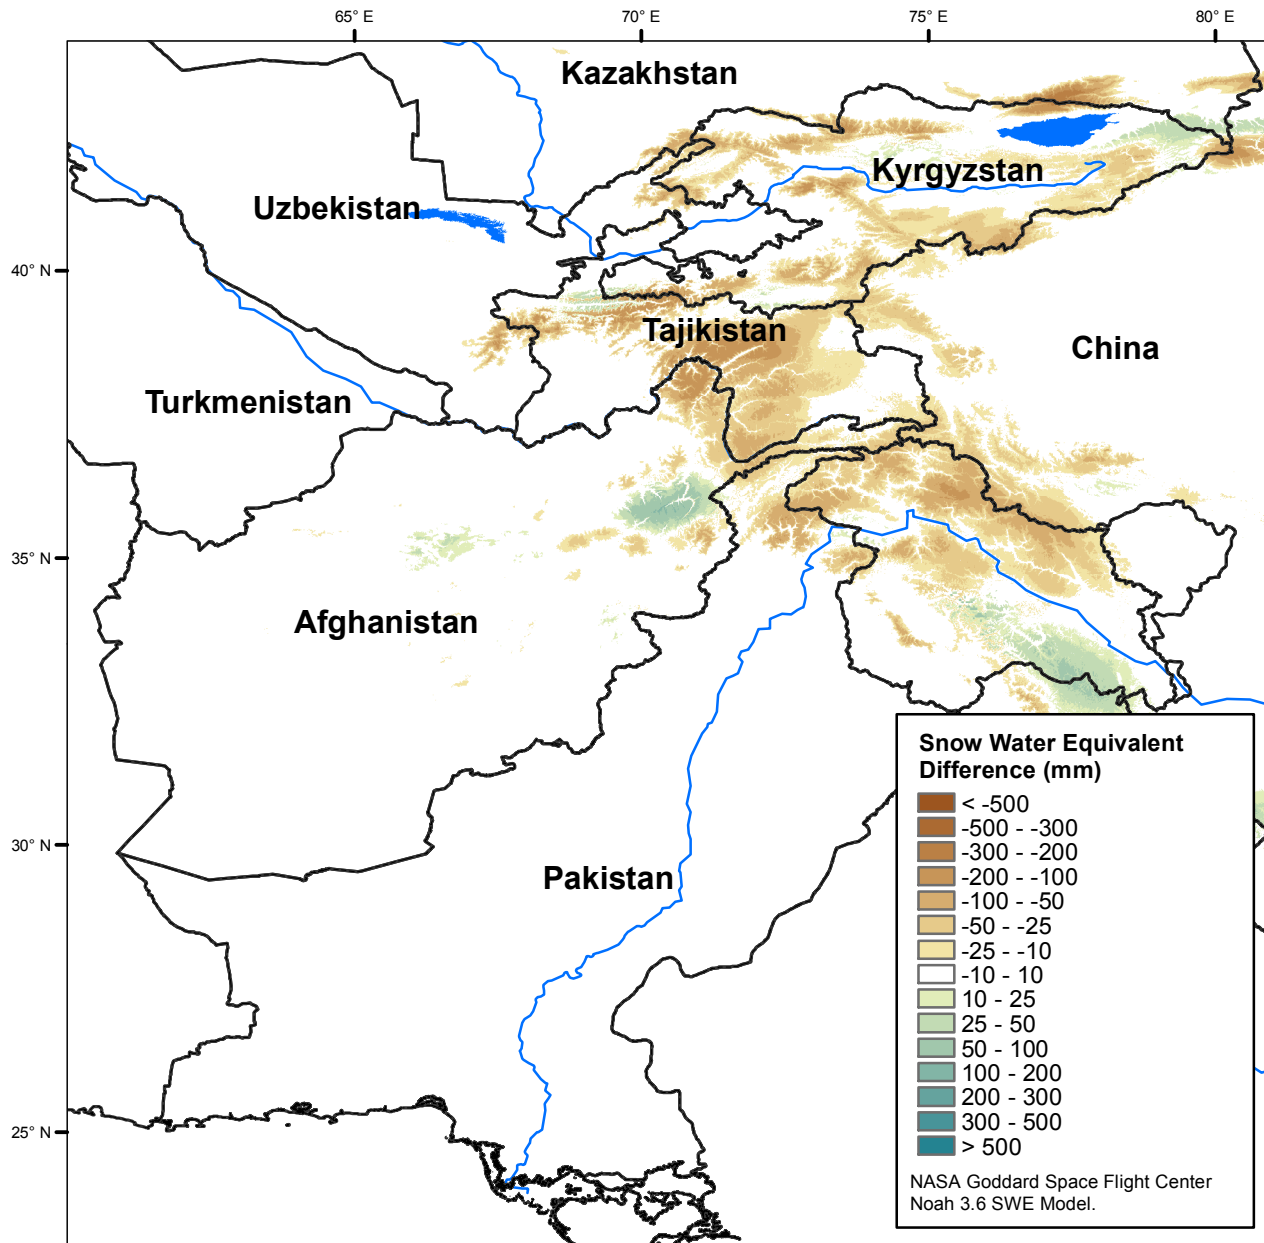 65° E
70° E
75° E
80° E
Kazakhstan
Kyrgyzstan
Uzbekistan
40° N
Tajikistan
China
Turkmenistan
35° N
Afghanistan
Snow Water Equivalent
Difference (mm)
< -500
-500 - -300
-300 - -200
-200 - -100
-100 - -50
-50 - -25
-25 - -10
-10 - 10
10 - 25
25 - 50
50 - 100
100 - 200
200 - 300
300 - 500
> 500
NASA Goddard Space Flight Center
Noah 3.6 SWE Model.
30° N
Pakistan
25° N